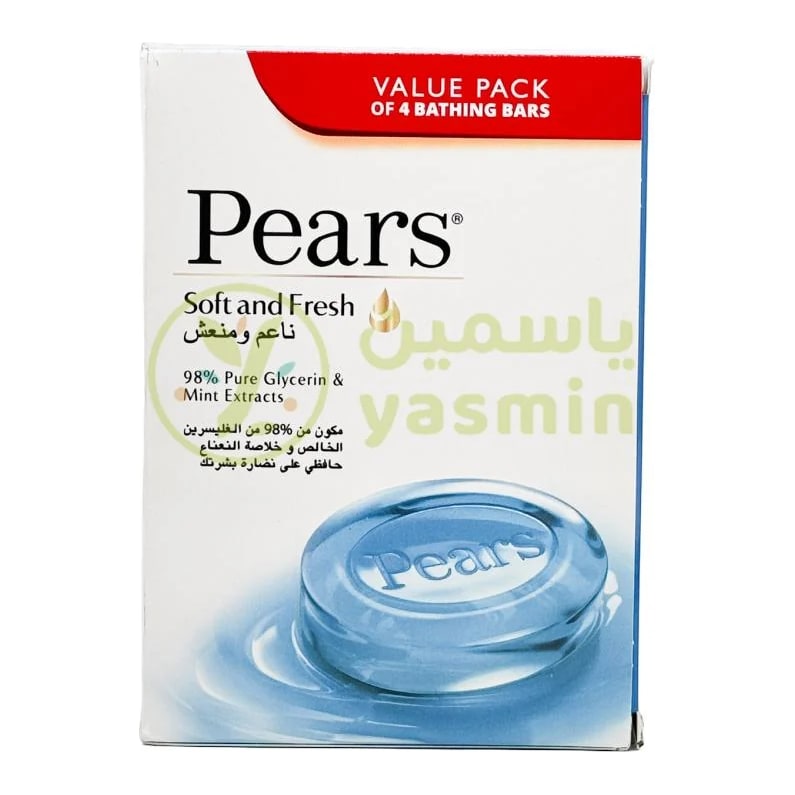 VALUE PACK
OF 4 BATHING BARS
Pears®
Soft and Fresh
ناعم ومنعش
ياسمين
yasmin
98% Pure Glycerin &
Mint Extracts
مكون من %98 من الغليسرين
الخالص و خلاصة النعناع
حافظي على نضارة بشرتك
Pears